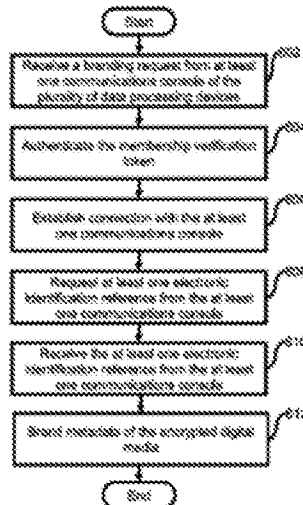 Start
Receive a branding request from at least
one communications console of the
plurality of data processing devices
Authenticate the membership verification
token
Establish connection with the at least
one communications console
Request at least one electronic
identification reference from the at least
one communications console
Receive the at least one electronic
identification reference from the at least
one communications console
Brand metadata of the encrypted digital
media
End